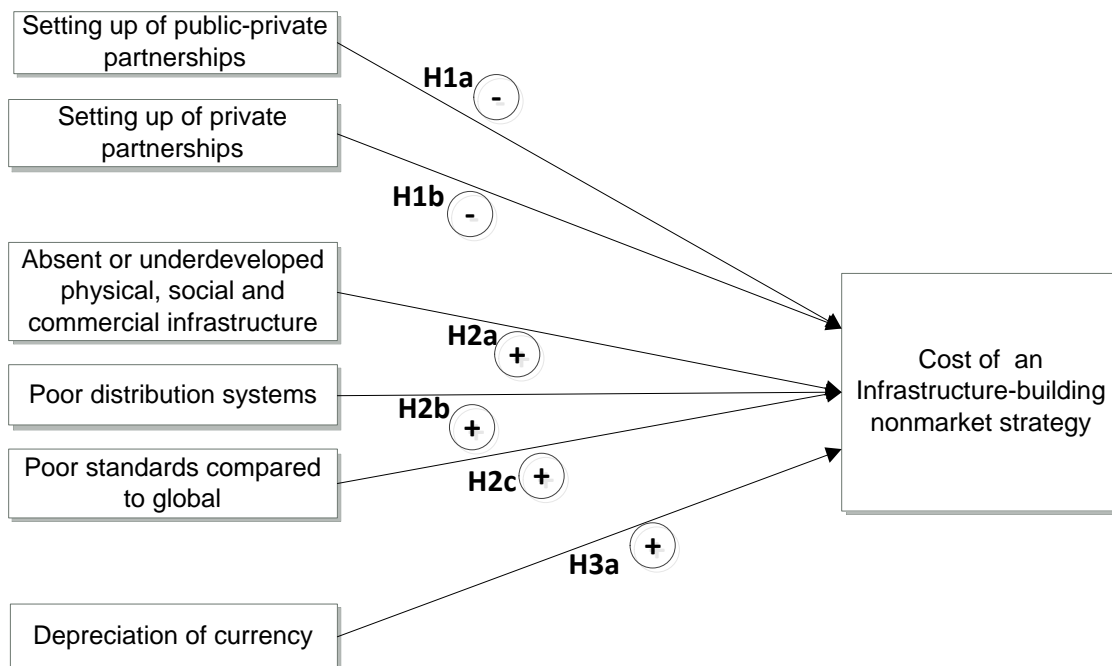 Setting up of public-private
partnerships
H1a
-
Setting up of private
partnerships
H1b
-
Absent or underdeveloped
physical, social and
commercial infrastructure
H2a
+
Poor distribution systems
H2b
+
Poor standards compared
to global
H2c
+
Depreciation of currency
H3a
+
Cost of an
Infrastructure-building
nonmarket strategy